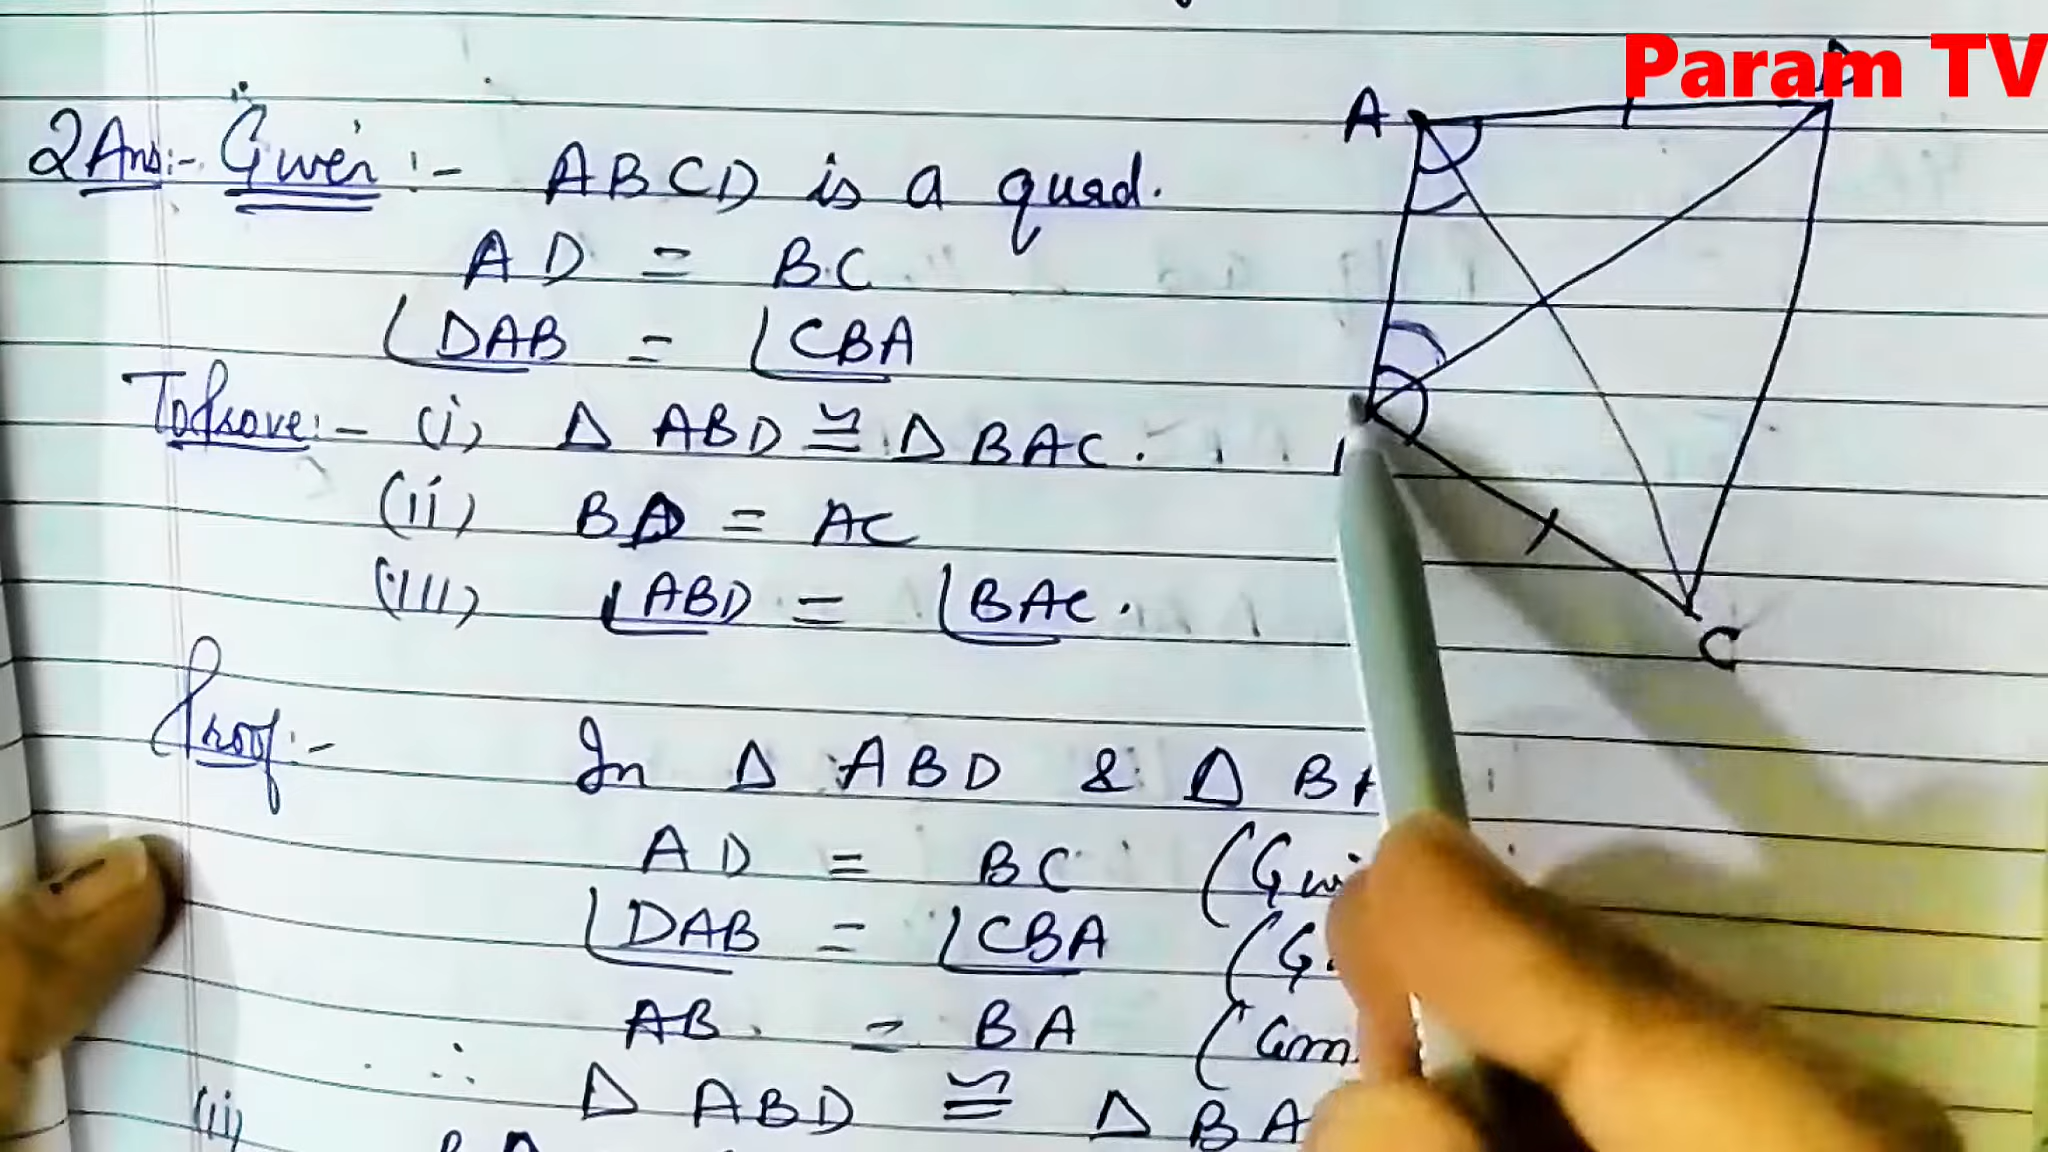 Param TV
2Ans:- Given :- ABCD is a quad.
AD = BC
∠DAB = ∠CBA
To Prove:- (i) Δ ABD ≅ Δ BAC.
(ii) BD = AC
(iii) ∠ABD = ∠BAC.
Proof:- In Δ ABD & Δ BA
AD = BC (Giv
∠DAB = ∠CBA (G
AB = BA (Com
∴ Δ ABD ≅ Δ BA
(ii)
A
D
C